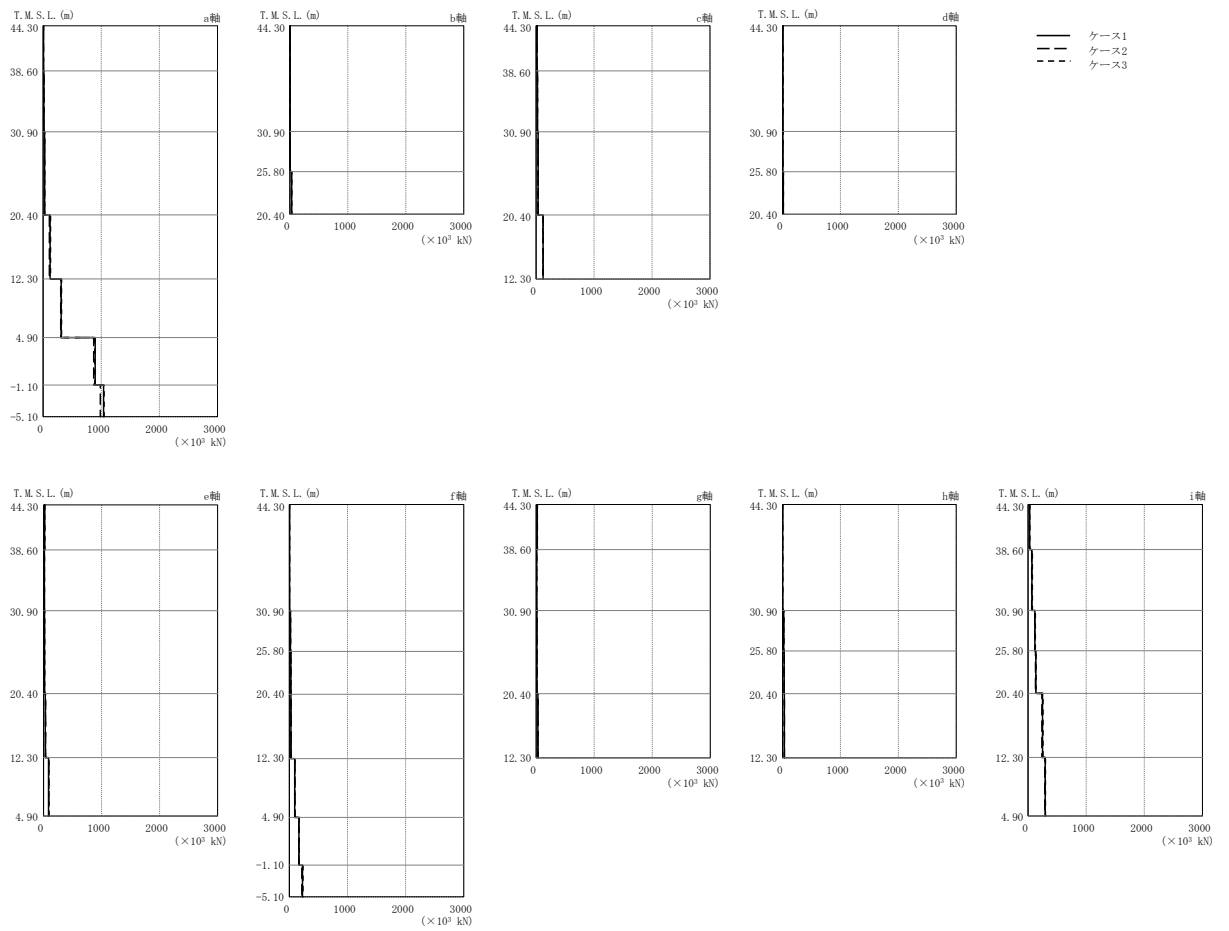 T.M.S.L.(m) a軸
44.30
38.60
30.90
20.40
12.30
4.90
-1.10
-5.10
0 1000 2000 3000
(×10³ kN)
T.M.S.L.(m) b軸
44.30
30.90
25.80
20.40
0 1000 2000 3000
(×10³ kN)
T.M.S.L.(m) c軸
44.30
38.60
30.90
20.40
12.30
0 1000 2000 3000
(×10³ kN)
T.M.S.L.(m) d軸
44.30
30.90
25.80
20.40
0 1000 2000 3000
(×10³ kN)
ケース1
ケース2
ケース3
T.M.S.L.(m) e軸
44.30
38.60
30.90
20.40
12.30
4.90
0 1000 2000 3000
(×10³ kN)
T.M.S.L.(m) f軸
44.30
30.90
25.80
20.40
12.30
4.90
-1.10
-5.10
0 1000 2000 3000
(×10³ kN)
T.M.S.L.(m) g軸
44.30
38.60
30.90
20.40
12.30
0 1000 2000 3000
(×10³ kN)
T.M.S.L.(m) h軸
44.30
30.90
25.80
20.40
12.30
0 1000 2000 3000
(×10³ kN)
T.M.S.L.(m) i軸
44.30
38.60
30.90
25.80
20.40
12.30
4.90
0 1000 2000 3000
(×10³ kN)